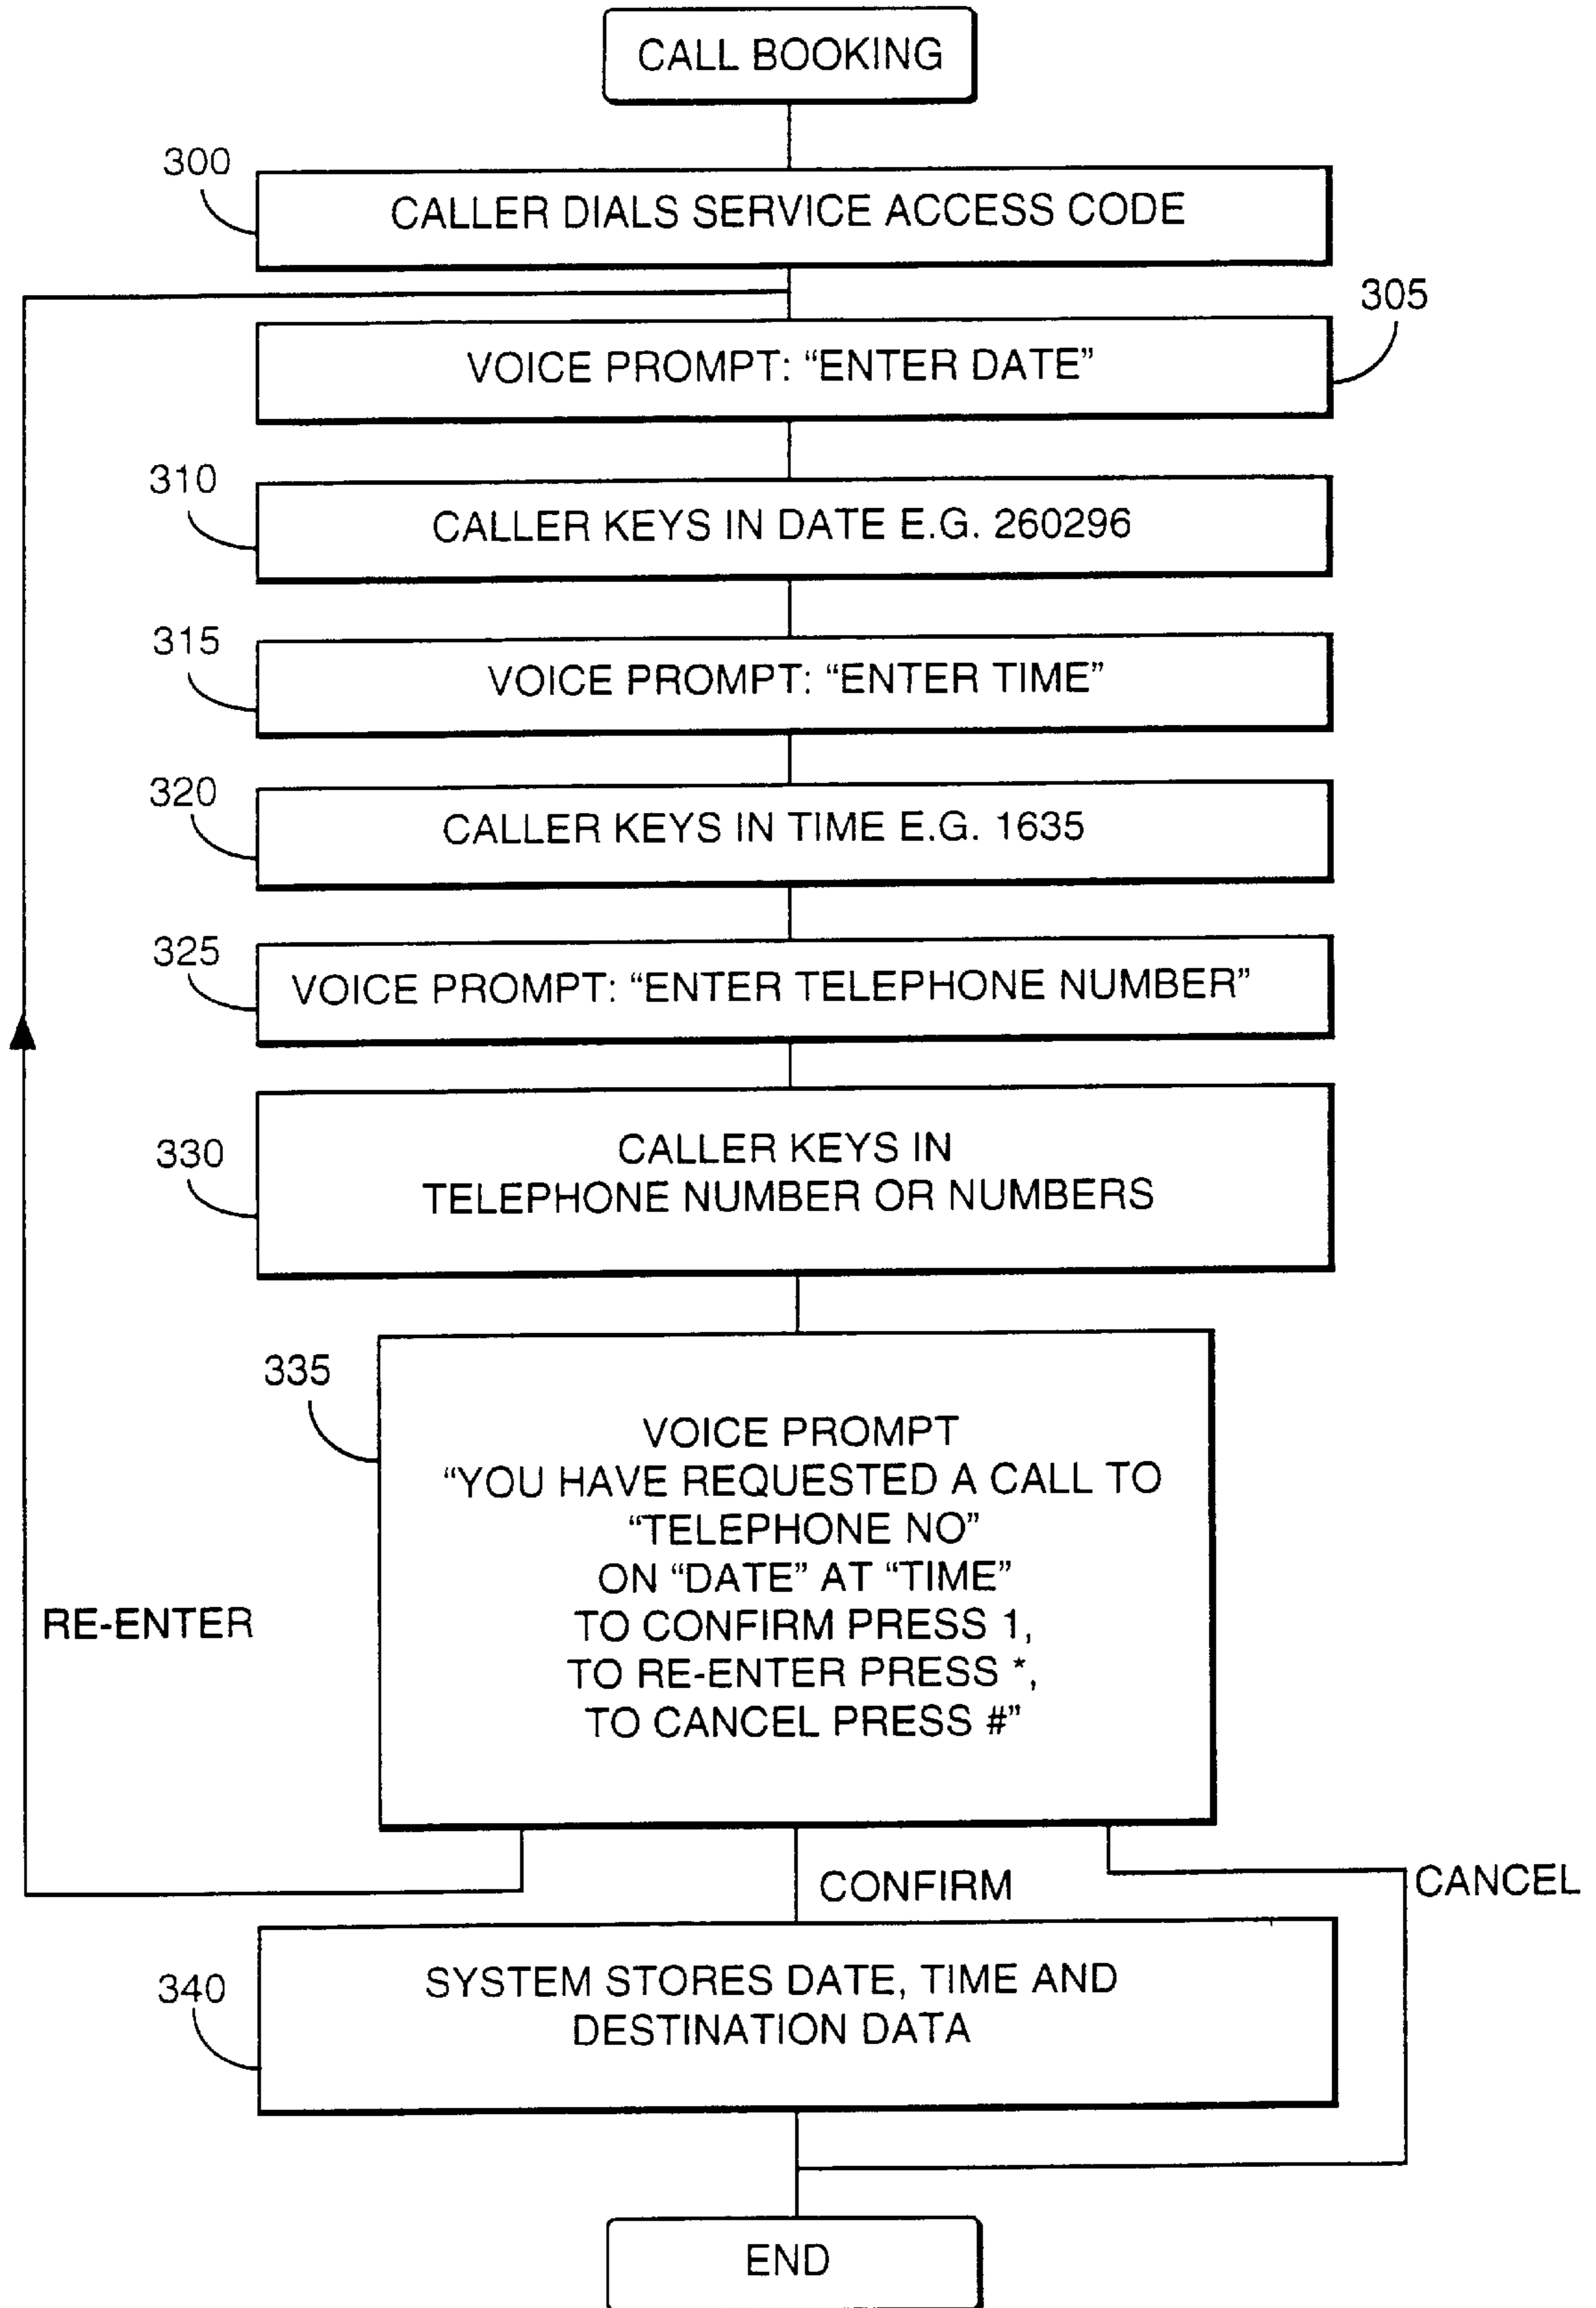 CALL BOOKING
300
CALLER DIALS SERVICE ACCESS CODE
305
VOICE PROMPT: “ENTER DATE”
310
CALLER KEYS IN DATE E.G. 260296
315
VOICE PROMPT: “ENTER TIME”
320
CALLER KEYS IN TIME E.G. 1635
325
VOICE PROMPT: “ENTER TELEPHONE NUMBER”
330
CALLER KEYS IN
TELEPHONE NUMBER OR NUMBERS
335
VOICE PROMPT
“YOU HAVE REQUESTED A CALL TO
“TELEPHONE NO”
ON “DATE” AT “TIME”
TO CONFIRM PRESS 1,
TO RE-ENTER PRESS *,
TO CANCEL PRESS #”
RE-ENTER
CONFIRM
CANCEL
340
SYSTEM STORES DATE, TIME AND
DESTINATION DATA
END